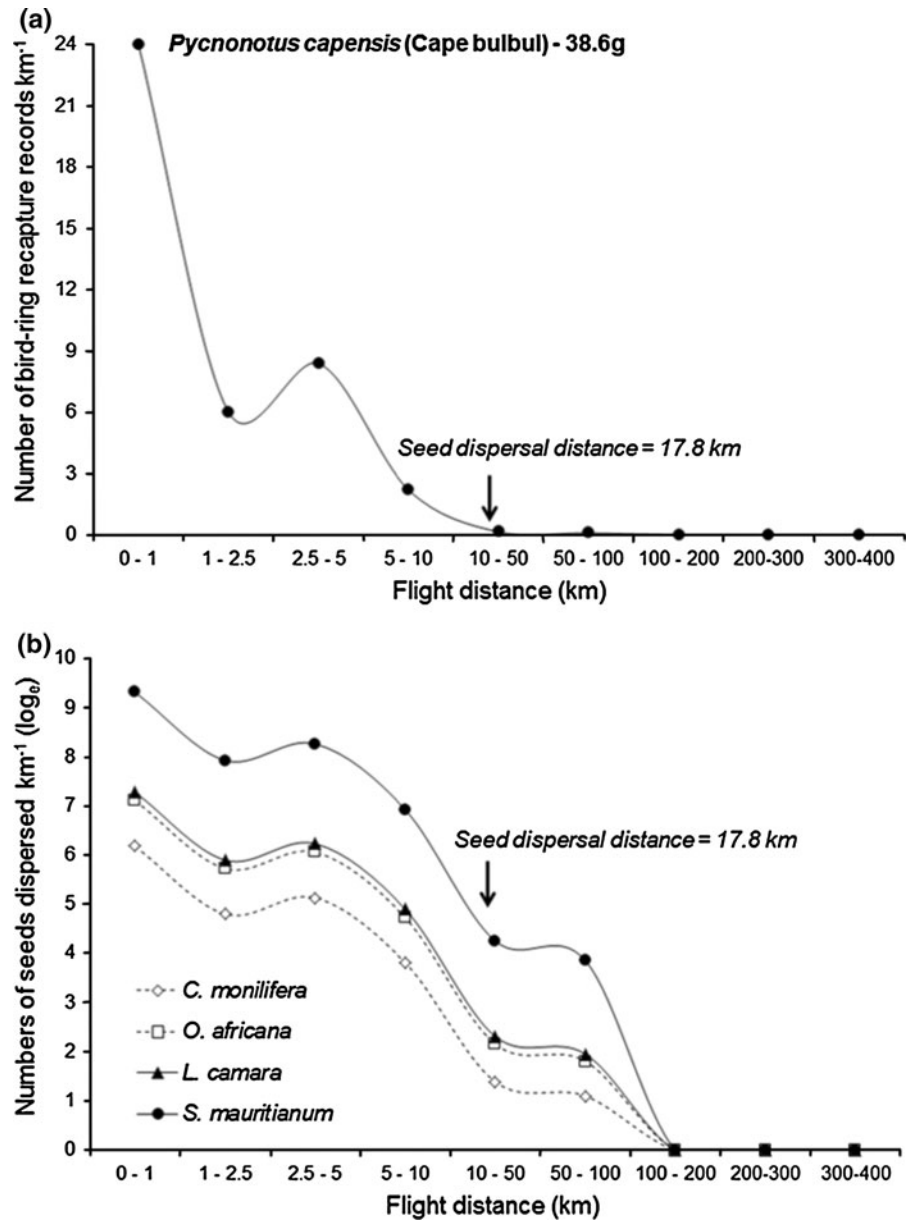 (a)
Pycnonotus capensis (Cape bulbul) - 38.6g
Number of bird-ring recapture records km⁻¹
24
21
18
15
12
9
6
3
0
Seed dispersal distance = 17.8 km
0 - 1 1 - 2.5 2.5 - 5 5 - 10 10 - 50 50 - 100 100 - 200 200-300 300-400
Flight distance (km)
(b)
Numbers of seeds dispersed km⁻¹ (logₑ)
10
9
8
7
6
5
4
3
2
1
0
Seed dispersal distance = 17.8 km
C. monilifera
O. africana
L. camara
S. mauritianum
0 - 1 1 - 2.5 2.5 - 5 5 - 10 10 - 50 50 - 100 100 - 200 200-300 300-400
Flight distance (km)